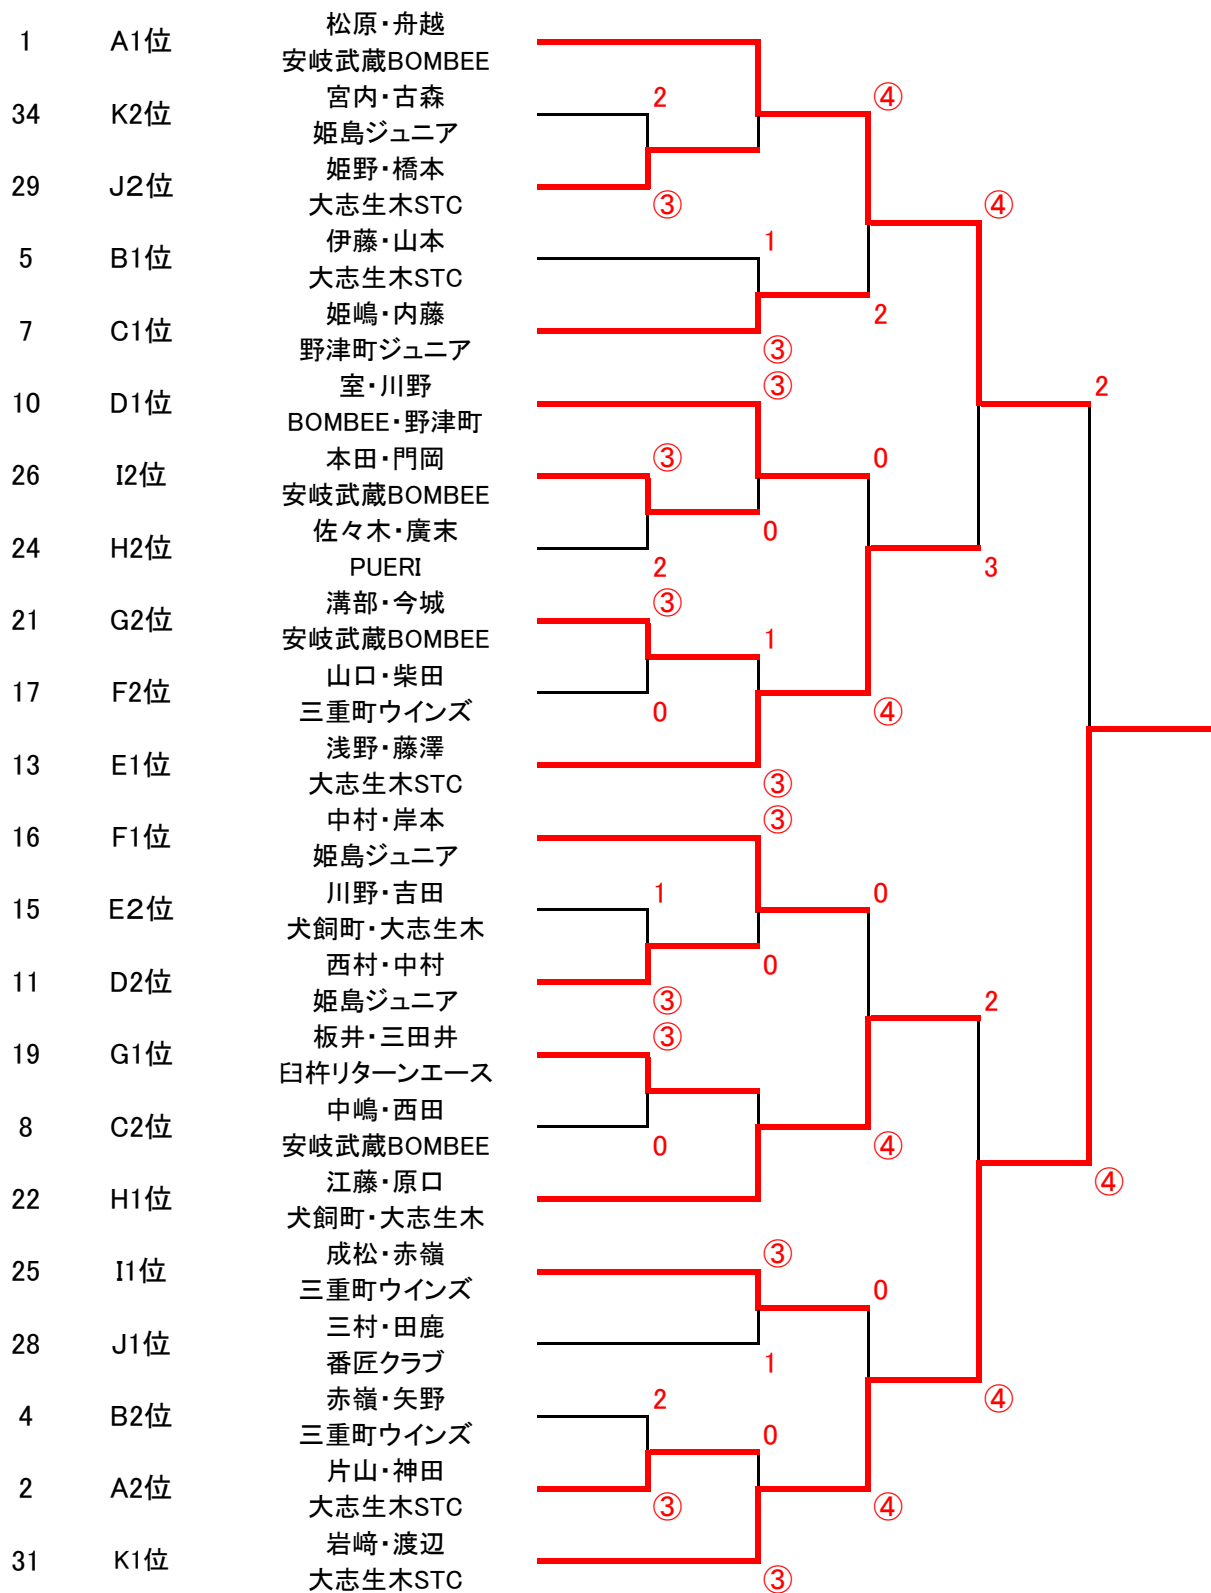 松原・舟越
1 A1位
安岐武蔵BOMBEE
宮内・古森 2 ④
34 K2位
姫島ジュニア
姫野・橋本
29 J2位
大志生木STC ③ ④
伊藤・山本 1
5 B1位
大志生木STC
姫嶋・内藤 2
7 C1位
野津町ジュニア ③
室・川野 ③ 2
10 D1位
BOMBEE・野津町
本田・門岡 ③ 0
26 I2位
安岐武蔵BOMBEE
佐々木・廣末 0
24 H2位
PUERI 2 3
溝部・今城 ③
21 G2位
安岐武蔵BOMBEE 1
山口・柴田
17 F2位
三重町ウインズ 0 ④
浅野・藤澤
13 E1位
大志生木STC ③
中村・岸本 ③
16 F1位
姫島ジュニア
川野・吉田 1 0
15 E2位
犬飼町・大志生木
西村・中村 0
11 D2位
姫島ジュニア ③ 2
板井・三田井 ③
19 G1位
臼杵リターンエース
中嶋・西田
8 C2位
安岐武蔵BOMBEE 0 ④
江藤・原口 ④
22 H1位
犬飼町・大志生木
成松・赤嶺 ③
25 I1位
三重町ウインズ 0
三村・田鹿
28 J1位
番匠クラブ 1
赤嶺・矢野 2 ④
4 B2位
三重町ウインズ 0
片山・神田
2 A2位
大志生木STC ③ ④
岩﨑・渡辺
31 K1位
大志生木STC ③